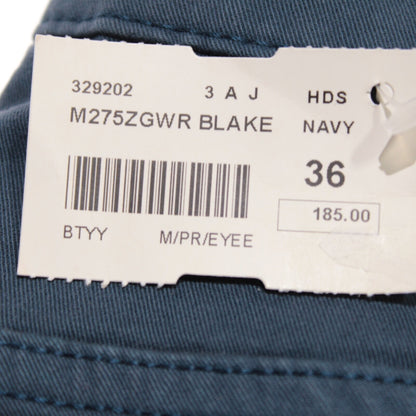 329202 3 A J HDS
M275ZGWR BLAKE NAVY
36
185.00
BTYY M/PR/EYEE